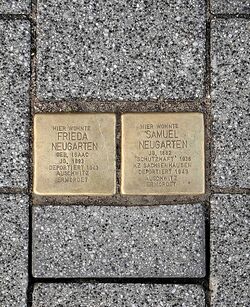 HIER WOHNTE
FRIEDA
NEUGARTEN
GEB. ISAAC
JG. 1893
DEPORTIERT 1943
AUSCHWITZ
ERMORDET
HIER WOHNTE
SAMUEL
NEUGARTEN
JG. 1882
"SCHUTZHAFT" 1938
KZ SACHSENHAUSEN
DEPORTIERT 1943
AUSCHWITZ
ERMORDET